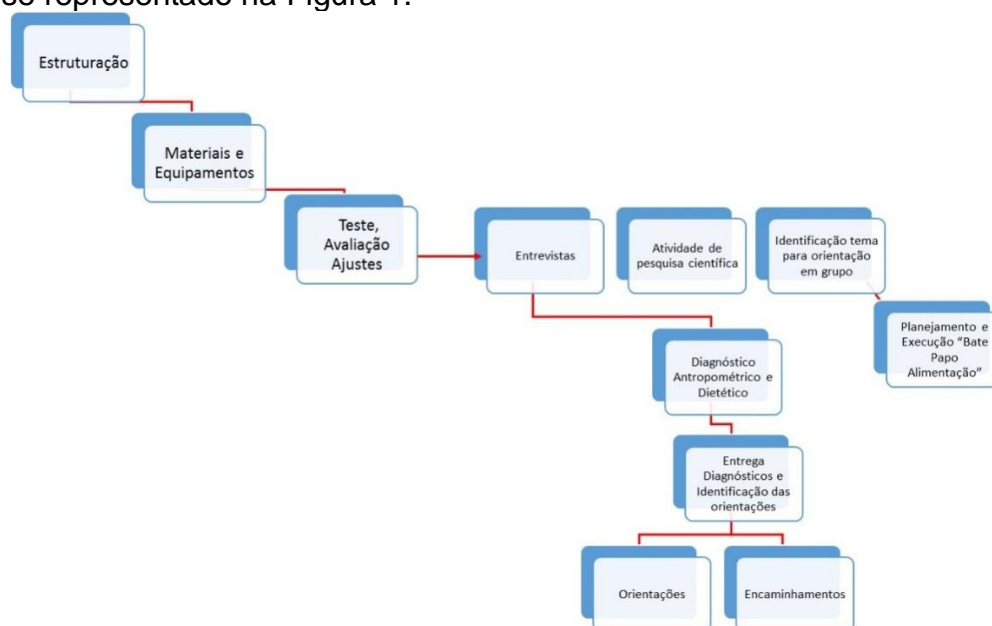 so representado na Figura 1.
Estruturação
Materiais e
Equipamentos
Teste,
Avaliação
Ajustes
Entrevistas
Atividade de
pesquisa científica
Identificação tema
para orientação
em grupo
Planejamento e
Execução “Bate
Papo
Alimentação”
Diagnóstico
Antropométrico e
Dietético
Entrega
Diagnósticos e
Identificação das
orientações
Orientações
Encaminhamentos